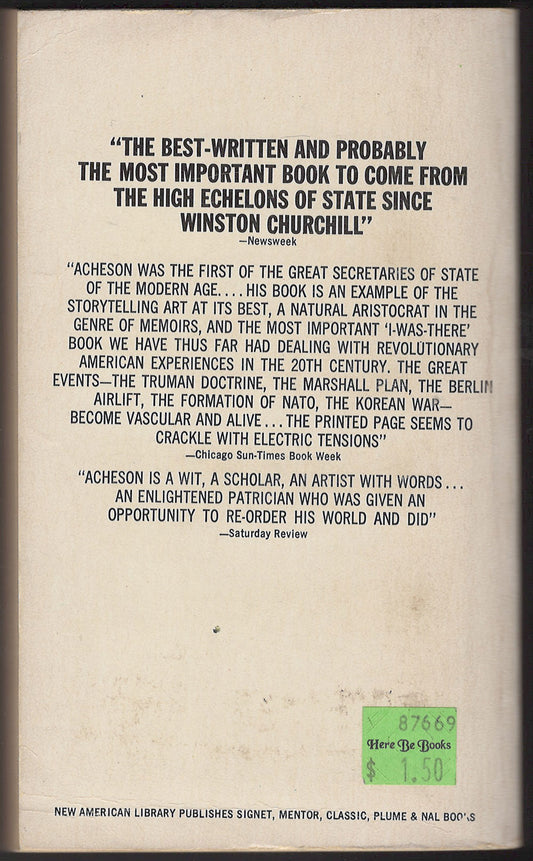 “THE BEST-WRITTEN AND PROBABLY
THE MOST IMPORTANT BOOK TO COME FROM
THE HIGH ECHELONS OF STATE SINCE
WINSTON CHURCHILL”
—Newsweek
“ACHESON WAS THE FIRST OF THE GREAT SECRETARIES OF STATE
OF THE MODERN AGE.... HIS BOOK IS AN EXAMPLE OF THE
STORYTELLING ART AT ITS BEST, A NATURAL ARISTOCRAT IN THE
GENRE OF MEMOIRS, AND THE MOST IMPORTANT ‘I-WAS-THERE’
BOOK WE HAVE THUS FAR HAD DEALING WITH REVOLUTIONARY
AMERICAN EXPERIENCES IN THE 20TH CENTURY. THE GREAT
EVENTS—THE TRUMAN DOCTRINE, THE MARSHALL PLAN, THE BERLIN
AIRLIFT, THE FORMATION OF NATO, THE KOREAN WAR—
BECOME VASCULAR AND ALIVE...THE PRINTED PAGE SEEMS TO
CRACKLE WITH ELECTRIC TENSIONS”
—Chicago Sun-Times Book Week
“ACHESON IS A WIT, A SCHOLAR, AN ARTIST WITH WORDS...
AN ENLIGHTENED PATRICIAN WHO WAS GIVEN AN
OPPORTUNITY TO RE-ORDER HIS WORLD AND DID”
—Saturday Review
87669
Here Be Books
$ 1.50
NEW AMERICAN LIBRARY PUBLISHES SIGNET, MENTOR, CLASSIC, PLUME & NAL BOOKS